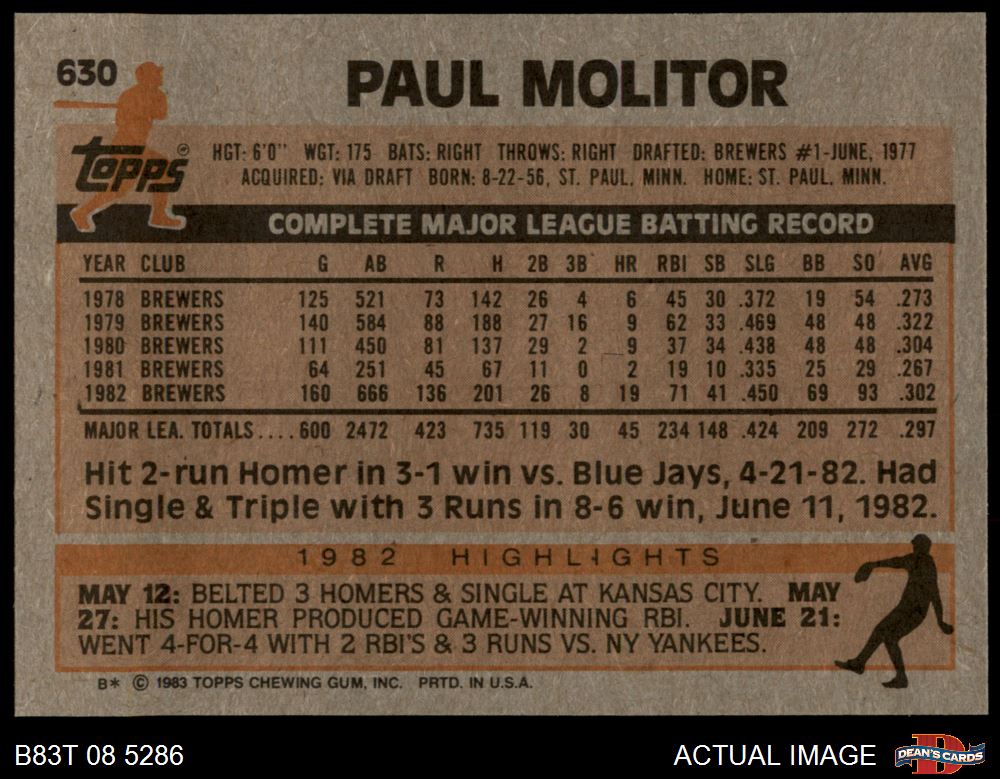 630
PAUL MOLITOR
Topps®
HGT: 6'0" WGT: 175 BATS: RIGHT THROWS: RIGHT DRAFTED: BREWERS #1-JUNE, 1977
ACQUIRED: VIA DRAFT BORN: 8-22-56, ST. PAUL, MINN. HOME: ST. PAUL, MINN.
COMPLETE MAJOR LEAGUE BATTING RECORD
YEAR CLUB G AB R H 2B 3B HR RBI SB SLG BB SO AVG
1978 BREWERS 125 521 73 142 26 4 6 45 30 .372 19 54 .273
1979 BREWERS 140 584 88 188 27 16 9 62 33 .469 48 48 .322
1980 BREWERS 111 450 81 137 29 2 9 37 34 .438 48 48 .304
1981 BREWERS 64 251 45 67 11 0 2 19 10 .335 25 29 .267
1982 BREWERS 160 666 136 201 26 8 19 71 41 .450 69 93 .302
MAJOR LEA. TOTALS....600 2472 423 735 119 30 45 234 148 .424 209 272 .297
Hit 2-run Homer in 3-1 win vs. Blue Jays, 4-21-82. Had
Single & Triple with 3 Runs in 8-6 win, June 11, 1982.
1982 HIGHLIGHTS
MAY 12: BELTED 3 HOMERS & SINGLE AT KANSAS CITY. MAY
27: HIS HOMER PRODUCED GAME-WINNING RBI. JUNE 21:
WENT 4-FOR-4 WITH 2 RBI'S & 3 RUNS VS. NY YANKEES.
B* © 1983 TOPPS CHEWING GUM, INC. PRTD. IN U.S.A.
B83T 08 5286 ACTUAL IMAGE DEAN'S CARDS